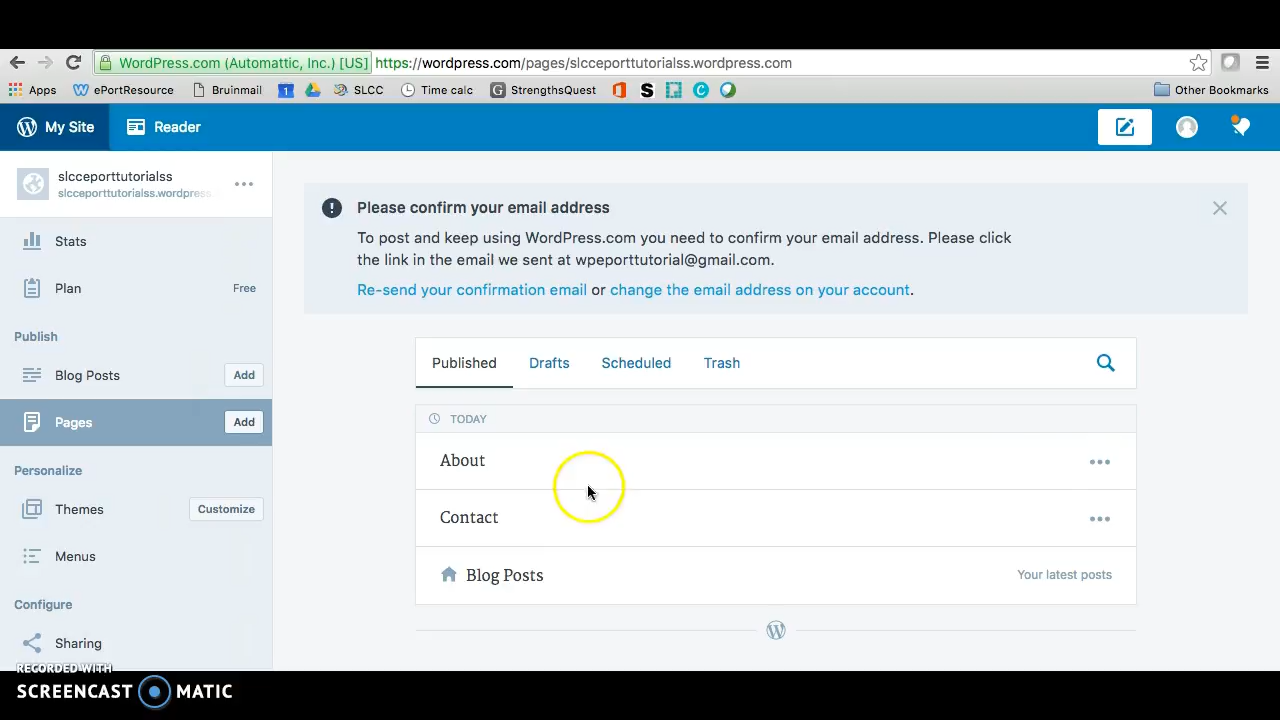 WordPress.com (Automattic, Inc.) [US] https://wordpress.com/pages/slcceporttutorialss.wordpress.com
Apps ePortResource Bruinmail 1 SLCC Time calc G StrengthsQuest S C Other Bookmarks
My Site Reader
slcceporttutorialss
slcceporttutorialss.wordpress.
Stats
Plan Free
Publish
Blog Posts Add
Pages Add
Personalize
Themes Customize
Menus
Configure
Sharing
Please confirm your email address
To post and keep using WordPress.com you need to confirm your email address. Please click
the link in the email we sent at wpeporttutorial@gmail.com.
Re-send your confirmation email or change the email address on your account.
Published Drafts Scheduled Trash
TODAY
About
Contact
Blog Posts Your latest posts
RECORDED WITH
SCREENCAST MATIC